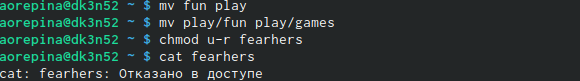 aorepina@dk3n52 ~ $ mv fun play
aorepina@dk3n52 ~ $ mv play/fun play/games
aorepina@dk3n52 ~ $ chmod u-r fearhers
aorepina@dk3n52 ~ $ cat fearhers
cat: fearhers: Отказано в доступе